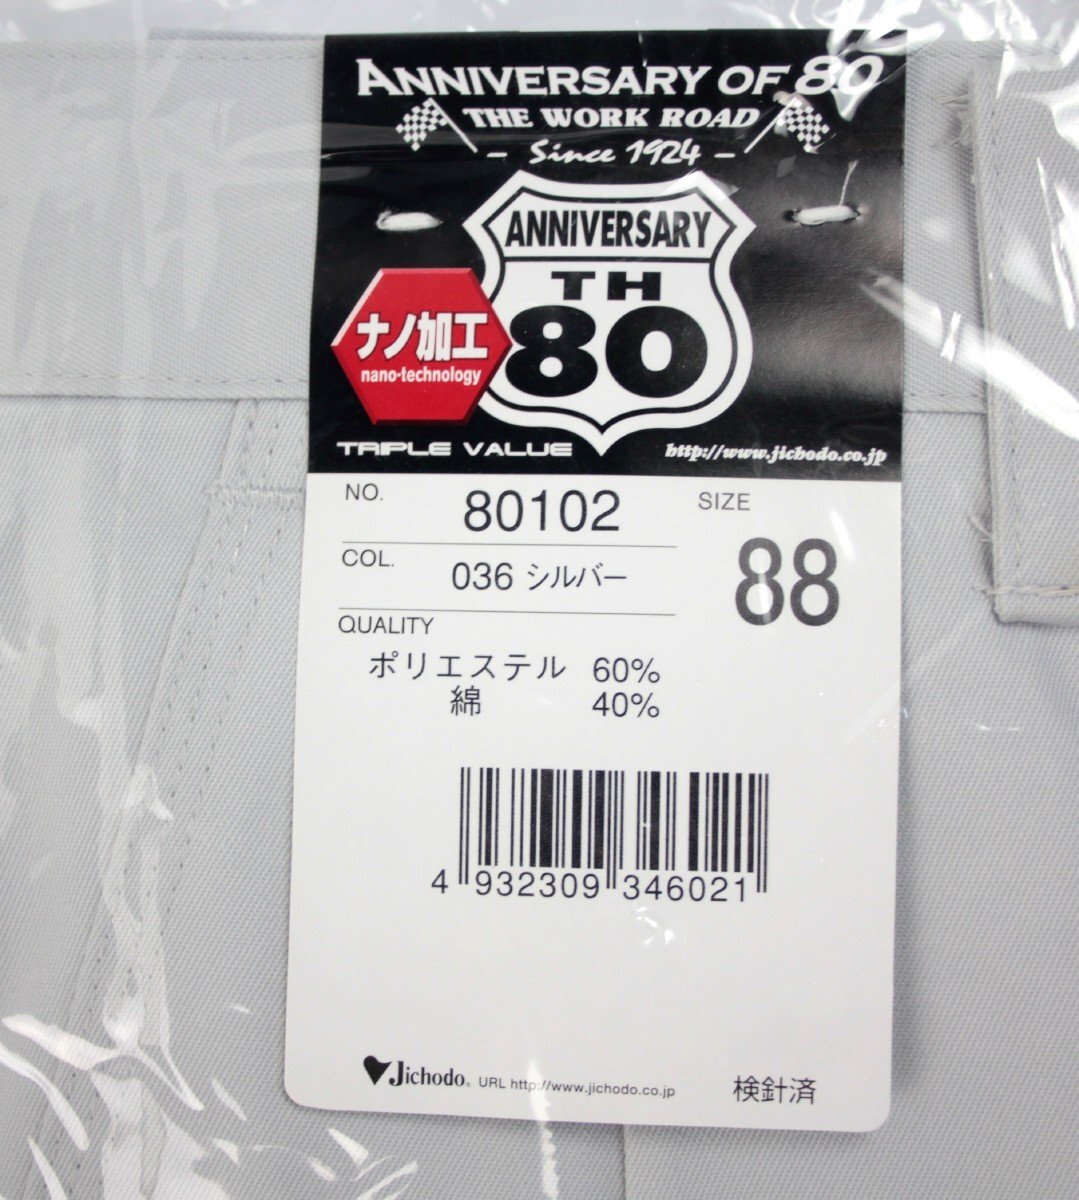 ANNIVERSARY OF 80
THE WORK ROAD
- Since 1924 -
ANNIVERSARY
TH
80
ナノ加工
nano-technology
TRIPLE VALUE http://www.jichodo.co.jp
NO. 80102
SIZE 88
COL. 036 シルバー
QUALITY
ポリエステル 60%
綿 40%
4 932309 346021
Jichodo® URL http://www.jichodo.co.jp 検針済